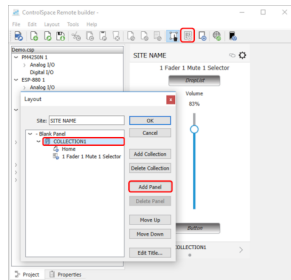 ControlSpace Remote builder -
File Edit Layout Tools Help
Demo.csp
PM4250N 1
Analog I/O
Digital I/O
ESP-880 1
Analog I/O
SITE NAME
1 Fader 1 Mute 1 Selector
DropList
Volume
83%
Button
COLLECTION1
Layout
Site: SITE NAME
OK
Cancel
- Blank Panel
COLLECTION1
Home
1 Fader 1 Mute 1 Selector
Add Collection
Delete Collection
Add Panel
Delete Panel
Move Up
Move Down
Edit Title...
Project Properties